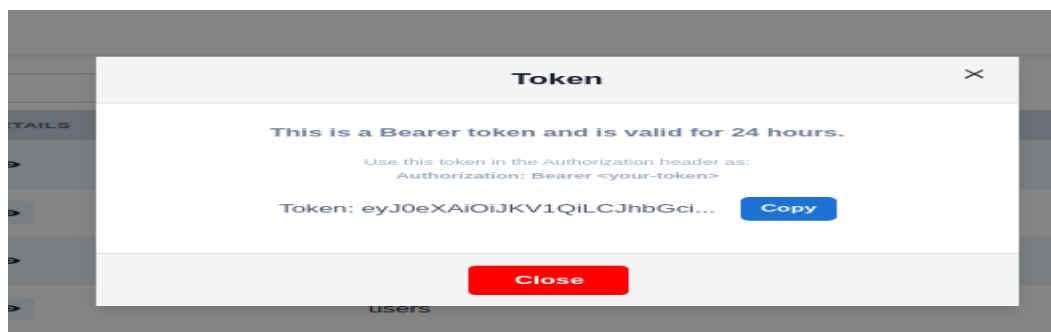 Token
×
TAILS
This is a Bearer token and is valid for 24 hours.
Use this token in the Authorization header as:
Authorization: Bearer <your-token>
Token: eyJ0eXAiOiJKV1QiLCJhbGci... Copy
Close
users